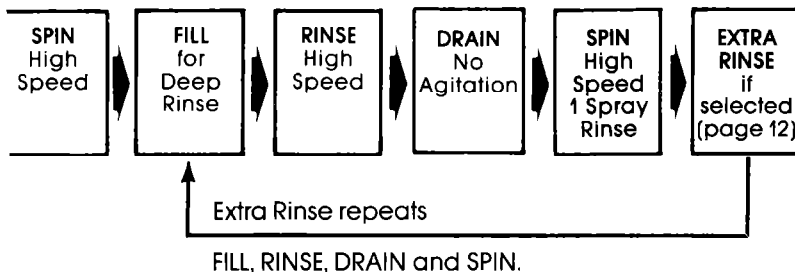 SPIN
High
Speed
FILL
for
Deep
Rinse
RINSE
High
Speed
DRAIN
No
Agitation
SPIN
High
Speed
1 Spray
Rinse
EXTRA
RINSE
if
selected
(page 12)
Extra Rinse repeats
FILL, RINSE, DRAIN and SPIN.